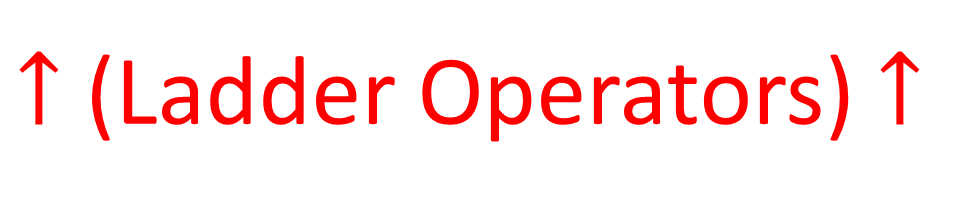 ↑ (Ladder Operators) ↑